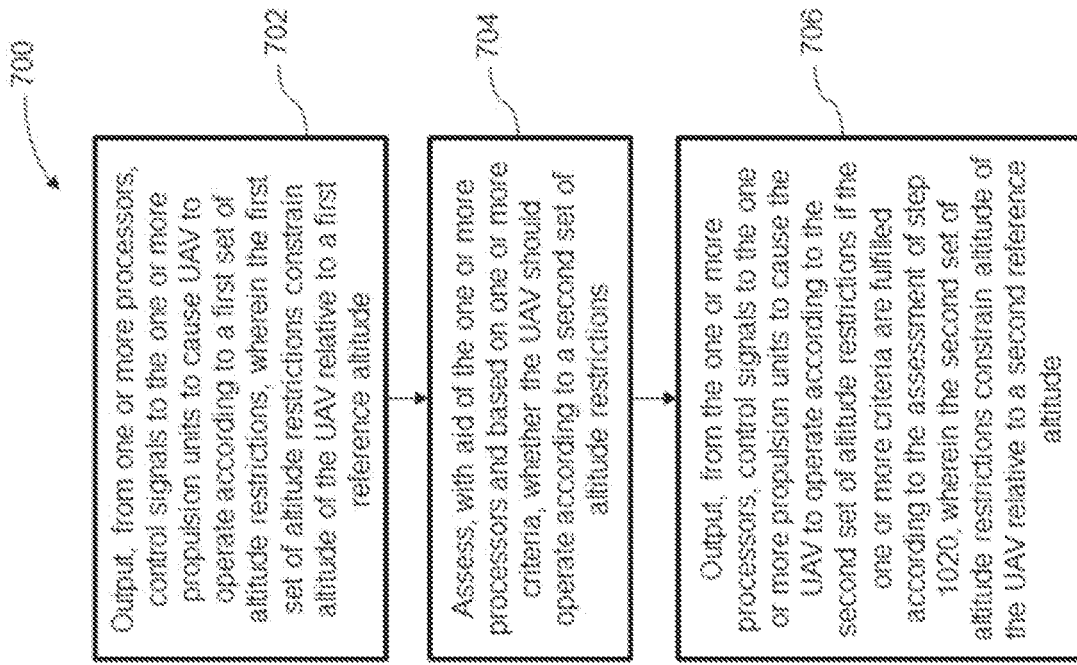 700
Output, from one or more processors,
control signals to the one or more
propulsion units to cause UAV to
operate according to a first set of
altitude restrictions, wherein the first
set of altitude restrictions constrain
altitude of the UAV relative to a first
reference altitude
702
Assess, with aid of the one or more
processors and based on one or more
criteria, whether the UAV should
operate according to a second set of
altitude restrictions
704
Output, from the one or more
processors, control signals to the one
or more propulsion units to cause the
UAV to operate according to the
second set of altitude restrictions if the
one or more criteria are fulfilled
according to the assessment of step
1020, wherein the second set of
altitude restrictions constrain altitude of
the UAV relative to a second reference
altitude
706